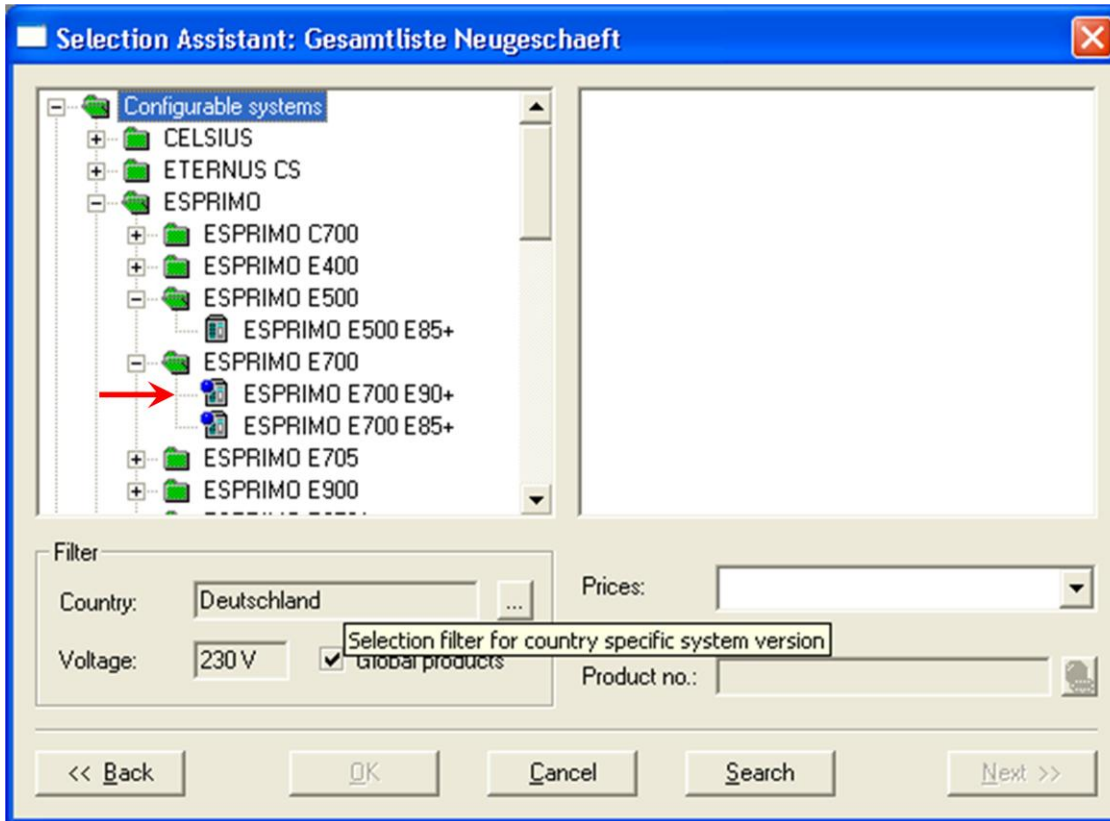 Selection Assistant: Gesamtliste Neugeschaeft
Configurable systems
CELSIUS
ETERNUS CS
ESPRIMO
ESPRIMO C700
ESPRIMO E400
ESPRIMO E500
ESPRIMO E500 E85+
ESPRIMO E700
ESPRIMO E700 E90+
ESPRIMO E700 E85+
ESPRIMO E705
ESPRIMO E900
Filter
Country: Deutschland ...
Prices:
Selection filter for country specific system version
Voltage: 230 V Global products
Product no.:
<< Back OK Cancel Search Next >>